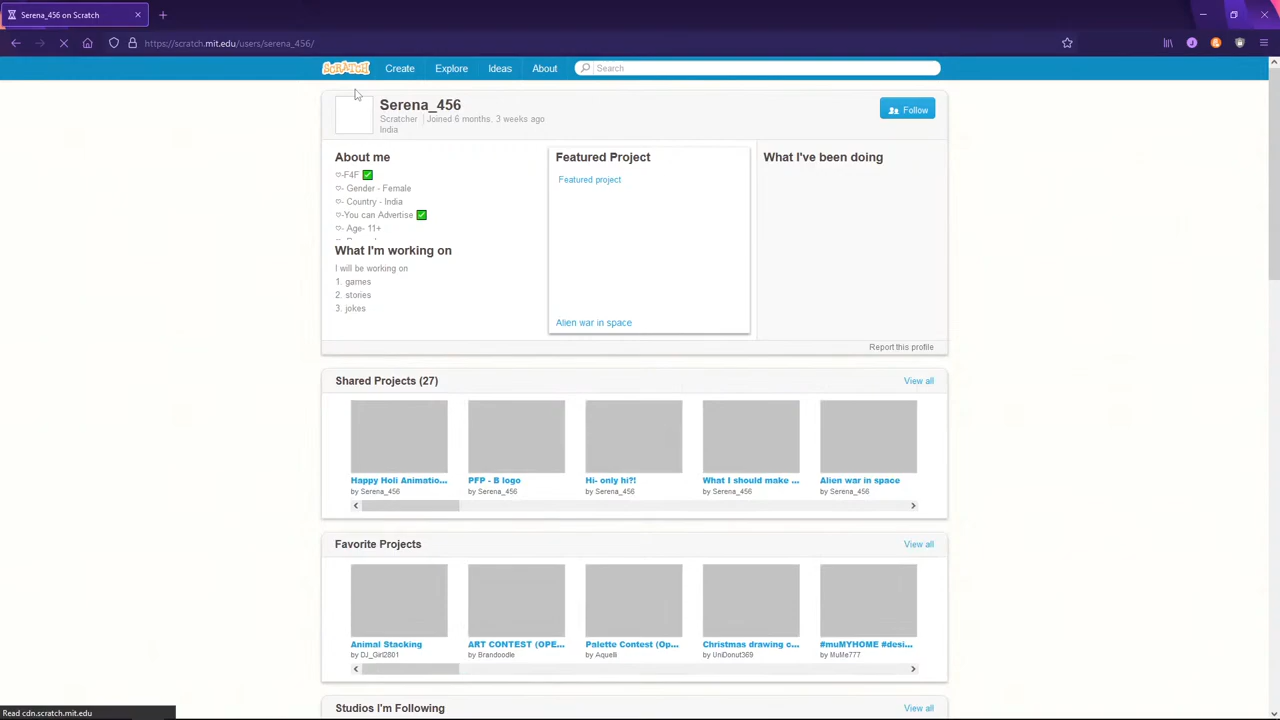 Serena_456 on Scratch
https://scratch.mit.edu/users/serena_456/
SCRATCH Create Explore Ideas About Search
Serena_456
Scratcher Joined 6 months, 3 weeks ago
India
Follow
About me
♡-F4F ✅
♡- Gender - Female
♡- Country - India
♡-You can Advertise ✅
♡- Age- 11+
What I'm working on
I will be working on
1. games
2. stories
3. jokes
Featured Project
Featured project
Alien war in space
What I've been doing
Report this profile
Shared Projects (27) View all
Happy Holi Animatio... PFP - B logo Hi- only hi?! What I should make ... Alien war in space
by Serena_456 by Serena_456 by Serena_456 by Serena_456 by Serena_456
Favorite Projects View all
Animal Stacking ART CONTEST (OPE... Palette Contest (Op... Christmas drawing c... #muMYHOME #desi...
by DJ_Girl2801 by Brandoodle by Aquelli by UniDonut369 by MuMe777
Studios I'm Following View all
Read cdn.scratch.mit.edu